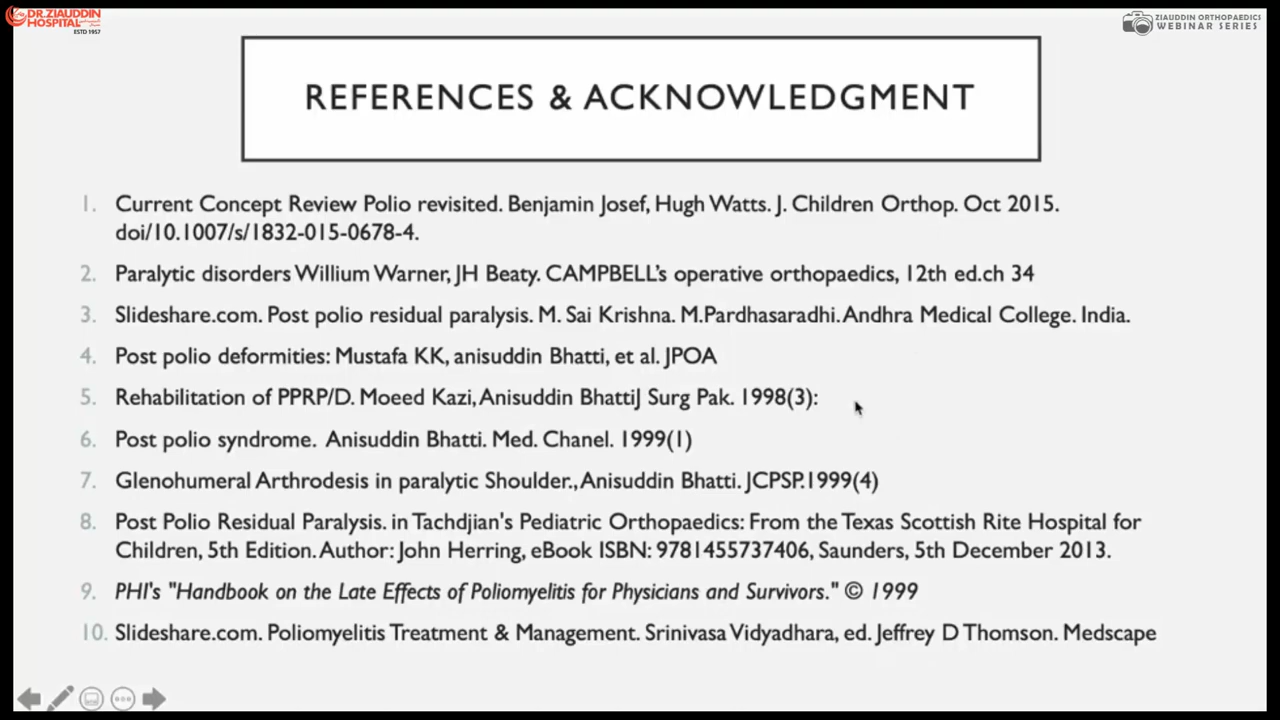 DR.ZIAUDDIN
HOSPITAL
ESTD 1957
ZIAUDDIN ORTHOPAEDICS
WEBINAR SERIES
REFERENCES & ACKNOWLEDGMENT
1. Current Concept Review Polio revisited. Benjamin Josef, Hugh Watts. J. Children Orthop. Oct 2015.
doi/10.1007/s/1832-015-0678-4.
2. Paralytic disorders Willium Warner, JH Beaty. CAMPBELL's operative orthopaedics, 12th ed.ch 34
3. Slideshare.com. Post polio residual paralysis. M. Sai Krishna. M.Pardhasaradhi. Andhra Medical College. India.
4. Post polio deformities: Mustafa KK, anisuddin Bhatti, et al. JPOA
5. Rehabilitation of PPRP/D. Moeed Kazi, Anisuddin BhattiJ Surg Pak. 1998(3):
6. Post polio syndrome. Anisuddin Bhatti. Med. Chanel. 1999(1)
7. Glenohumeral Arthrodesis in paralytic Shoulder., Anisuddin Bhatti. JCPSP.1999(4)
8. Post Polio Residual Paralysis. in Tachdjian's Pediatric Orthopaedics: From the Texas Scottish Rite Hospital for
Children, 5th Edition. Author: John Herring, eBook ISBN: 9781455737406, Saunders, 5th December 2013.
9. PHI's "Handbook on the Late Effects of Poliomyelitis for Physicians and Survivors." © 1999
10. Slideshare.com. Poliomyelitis Treatment & Management. Srinivasa Vidyadhara, ed. Jeffrey D Thomson. Medscape